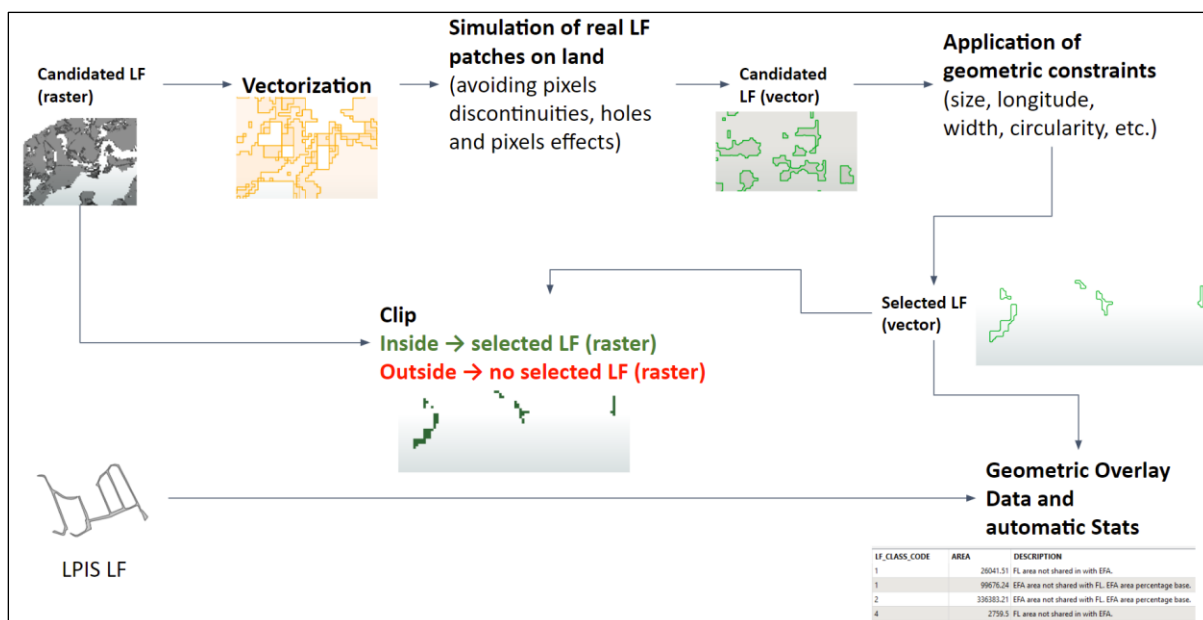 Candidated LF
(raster)
Vectorization
Simulation of real LF
patches on land
(avoiding pixels
discontinuities, holes
and pixels effects)
Candidated
LF (vector)
Application of
geometric constraints
(size, longitude,
width, circularity, etc.)
Selected LF
(vector)
Clip
Inside → selected LF (raster)
Outside → no selected LF (raster)
LPIS LF
Geometric Overlay
Data and
automatic Stats
LF_CLASS_CODE AREA DESCRIPTION
1 26041.51 FL area not shared in with EFA.
1 99676.24 EFA area not shared with FL. EFA area percentage base.
2 336383.21 EFA area not shared with FL. EFA area percentage base.
4 2759.5 FL area not shared in with EFA.